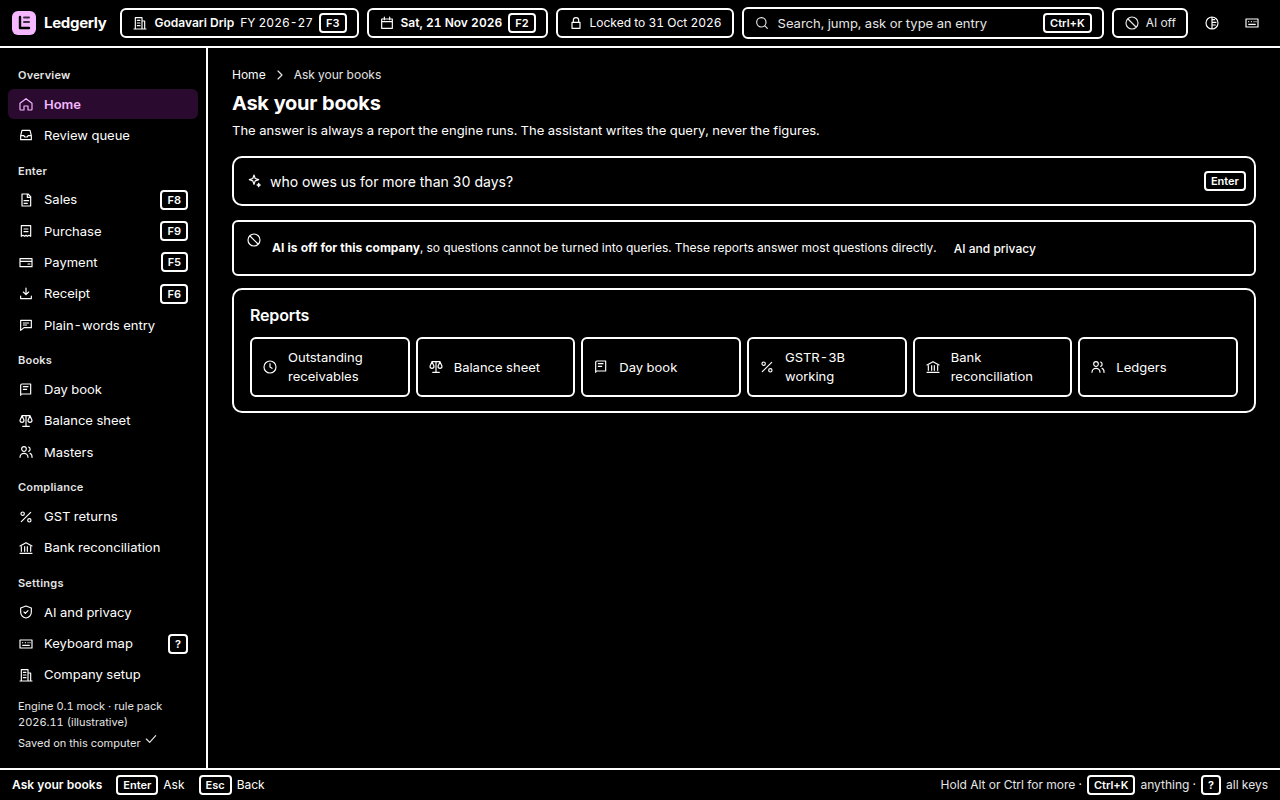 Ledgerly
Godavari Drip FY 2026-27 F3
Sat, 21 Nov 2026 F2
Locked to 31 Oct 2026
Search, jump, ask or type an entry Ctrl+K
AI off
Overview
Home
Review queue
Enter
Sales F8
Purchase F9
Payment F5
Receipt F6
Plain-words entry
Books
Day book
Balance sheet
Masters
Compliance
GST returns
Bank reconciliation
Settings
AI and privacy
Keyboard map ?
Company setup
Engine 0.1 mock · rule pack
2026.11 (illustrative)
Saved on this computer
Home > Ask your books
Ask your books
The answer is always a report the engine runs. The assistant writes the query, never the figures.
who owes us for more than 30 days? Enter
AI is off for this company, so questions cannot be turned into queries. These reports answer most questions directly. AI and privacy
Reports
Outstanding
receivables
Balance sheet
Day book
GSTR-3B
working
Bank
reconciliation
Ledgers
Ask your books Enter Ask Esc Back
Hold Alt or Ctrl for more · Ctrl+K anything · ? all keys